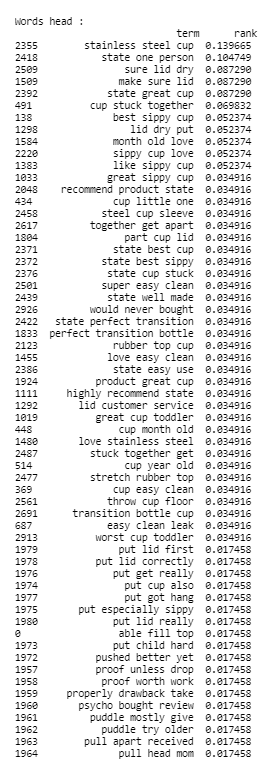 Words head :
term rank
2355 stainless steel cup 0.139665
2418 state one person 0.104749
2509 sure lid dry 0.087290
1509 make sure lid 0.087290
2392 state great cup 0.087290
491 cup stuck together 0.069832
138 best sippy cup 0.052374
1298 lid dry put 0.052374
1584 month old love 0.052374
2220 sippy cup love 0.052374
1383 like sippy cup 0.052374
1033 great sippy cup 0.034916
2048 recommend product state 0.034916
434 cup little one 0.034916
2458 steel cup sleeve 0.034916
2617 together get apart 0.034916
1804 part cup lid 0.034916
2371 state best cup 0.034916
2372 state best sippy 0.034916
2376 state cup stuck 0.034916
2501 super easy clean 0.034916
2439 state well made 0.034916
2926 would never bought 0.034916
2422 state perfect transition 0.034916
1833 perfect transition bottle 0.034916
2123 rubber top cup 0.034916
1455 love easy clean 0.034916
2386 state easy use 0.034916
1924 product great cup 0.034916
1111 highly recommend state 0.034916
1292 lid customer service 0.034916
1019 great cup toddler 0.034916
448 cup month old 0.034916
1480 love stainless steel 0.034916
2487 stuck together get 0.034916
514 cup year old 0.034916
2477 stretch rubber top 0.034916
369 cup easy clean 0.034916
2561 throw cup floor 0.034916
2691 transition bottle cup 0.034916
687 easy clean leak 0.034916
2913 worst cup toddler 0.034916
1979 put lid first 0.017458
1978 put lid correctly 0.017458
1976 put get really 0.017458
1974 put cup also 0.017458
1977 put got hang 0.017458
1975 put especially sippy 0.017458
1980 put lid really 0.017458
0 able fill top 0.017458
1973 put child hard 0.017458
1972 pushed better yet 0.017458
1957 proof unless drop 0.017458
1958 proof worth work 0.017458
1959 properly drawback take 0.017458
1960 psycho bought review 0.017458
1961 puddle mostly give 0.017458
1962 puddle try older 0.017458
1963 pull apart received 0.017458
1964 pull head mom 0.017458